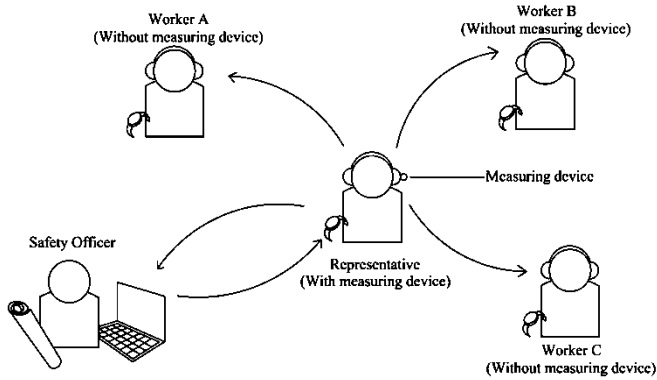 Worker A
(Without measuring device)
Worker B
(Without measuring device)
Measuring device
Safety Officer
Representative
(With measuring device)
Worker C
(Without measuring device)